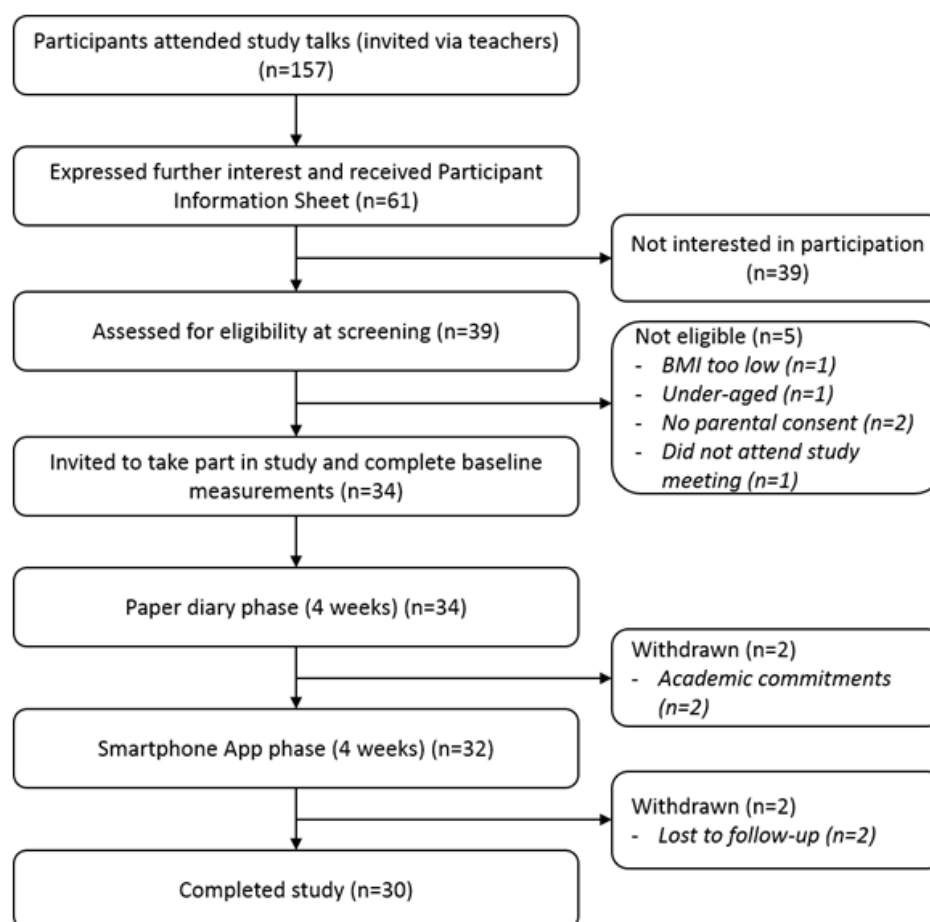 Participants attended study talks (invited via teachers)
(n=157)
Expressed further interest and received Participant
Information Sheet (n=61)
Not interested in participation
(n=39)
Assessed for eligibility at screening (n=39)
Not eligible (n=5)
- BMI too low (n=1)
- Under-aged (n=1)
- No parental consent (n=2)
- Did not attend study
meeting (n=1)
Invited to take part in study and complete baseline
measurements (n=34)
Paper diary phase (4 weeks) (n=34)
Withdrawn (n=2)
- Academic commitments
(n=2)
Smartphone App phase (4 weeks) (n=32)
Withdrawn (n=2)
- Lost to follow-up (n=2)
Completed study (n=30)